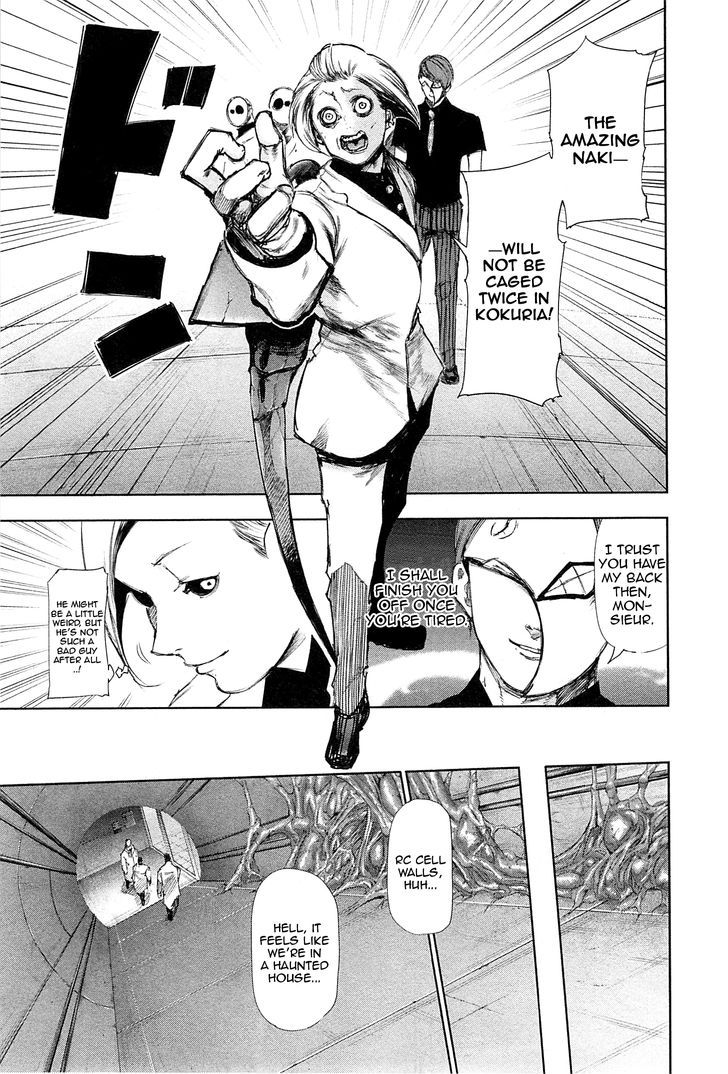 THE
AMAZING
NAKI—
—WILL
NOT BE
CAGED
TWICE IN
KOKURIA!
ドン
I TRUST
YOU HAVE
MY BACK
THEN,
MON-
SIEUR.
I SHALL
FINISH YOU
OFF ONCE
YOU'RE TIRED.
HE MIGHT
BE A LITTLE
WEIRD, BUT
HE'S NOT
SUCH A
BAD GUY
AFTER ALL
..!
RC CELL
WALLS,
HUH...
HELL, IT
FEELS LIKE
WE'RE IN
A HAUNTED
HOUSE...